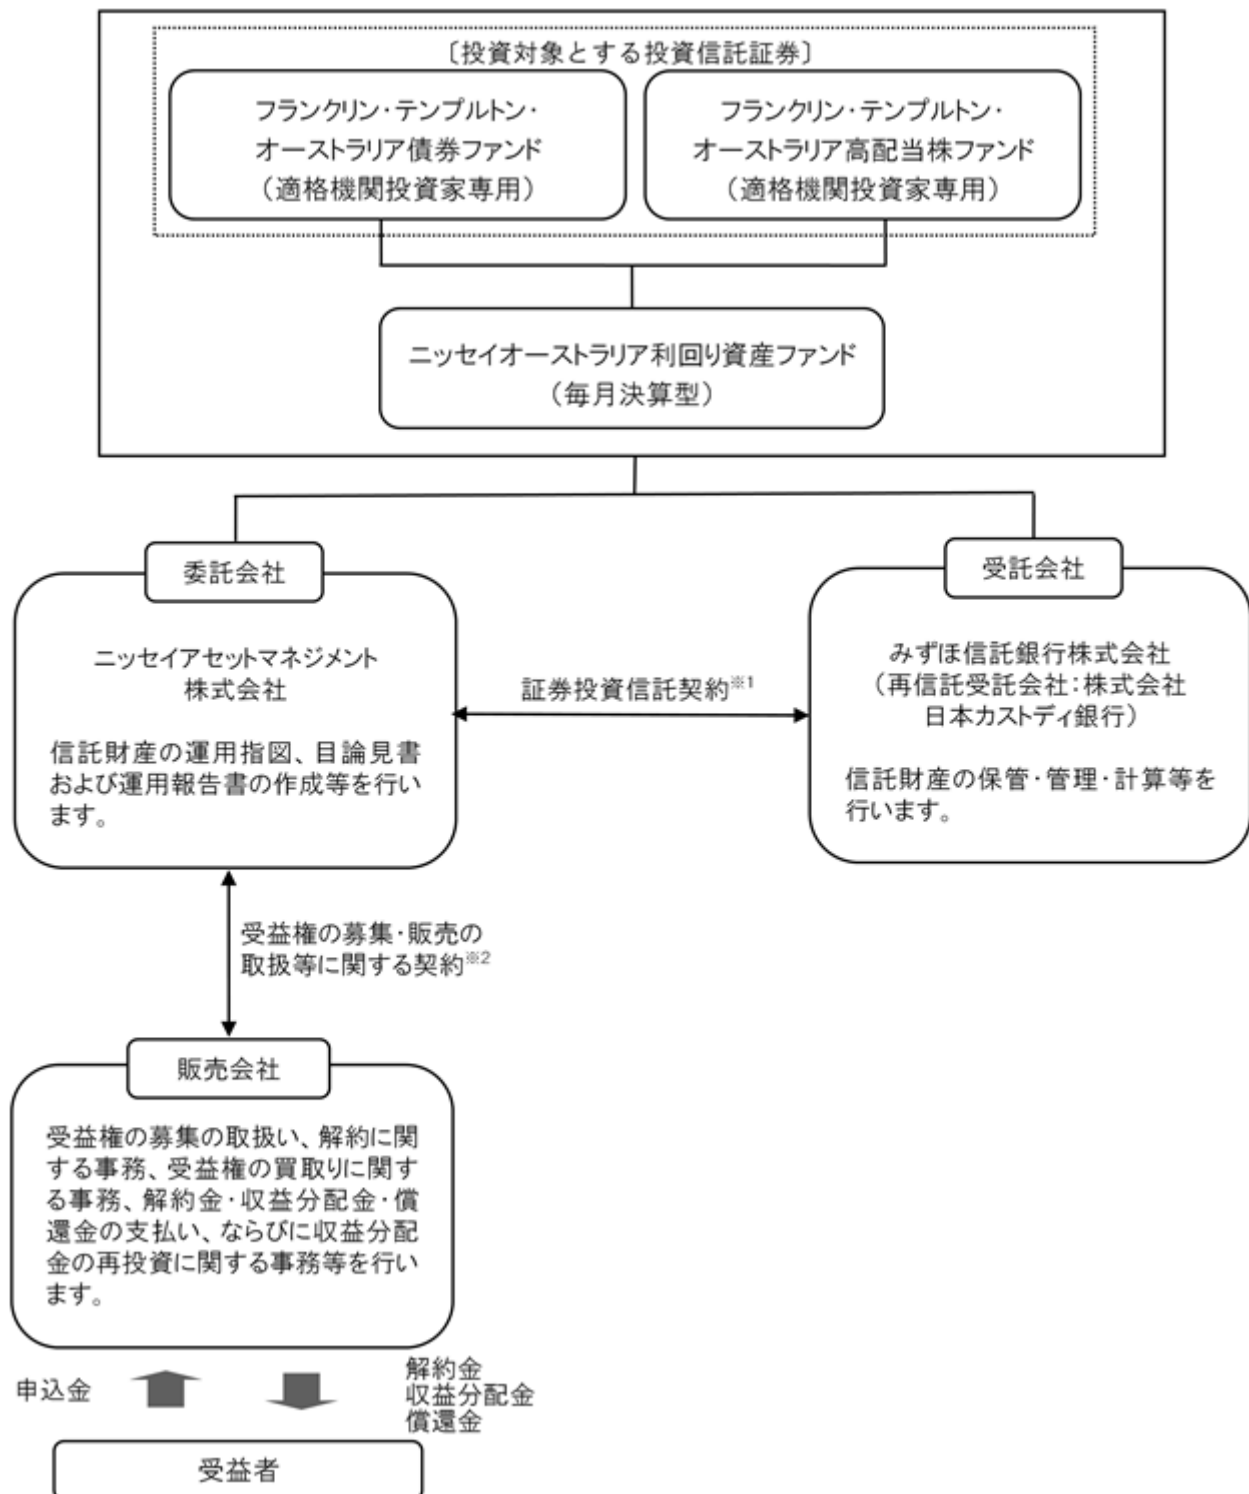 〔投資対象とする投資信託証券〕
フランクリン・テンプルトン・
オーストラリア債券ファンド
（適格機関投資家専用）
フランクリン・テンプルトン・
オーストラリア高配当株ファンド
（適格機関投資家専用）
ニッセイオーストラリア利回り資産ファンド
（毎月決算型）
委託会社
ニッセイアセットマネジメント
株式会社
信託財産の運用指図、目論見書
および運用報告書の作成等を行い
ます。
証券投資信託契約※1
受託会社
みずほ信託銀行株式会社
（再信託受託会社：株式会社
日本カストディ銀行）
信託財産の保管・管理・計算等を
行います。
受益権の募集・販売の
取扱等に関する契約※2
販売会社
受益権の募集の取扱い、解約に関
する事務、受益権の買取りに関す
る事務、解約金・収益分配金・償
還金の支払い、ならびに収益分配
金の再投資に関する事務等を行い
ます。
申込金
解約金
収益分配金
償還金
受益者